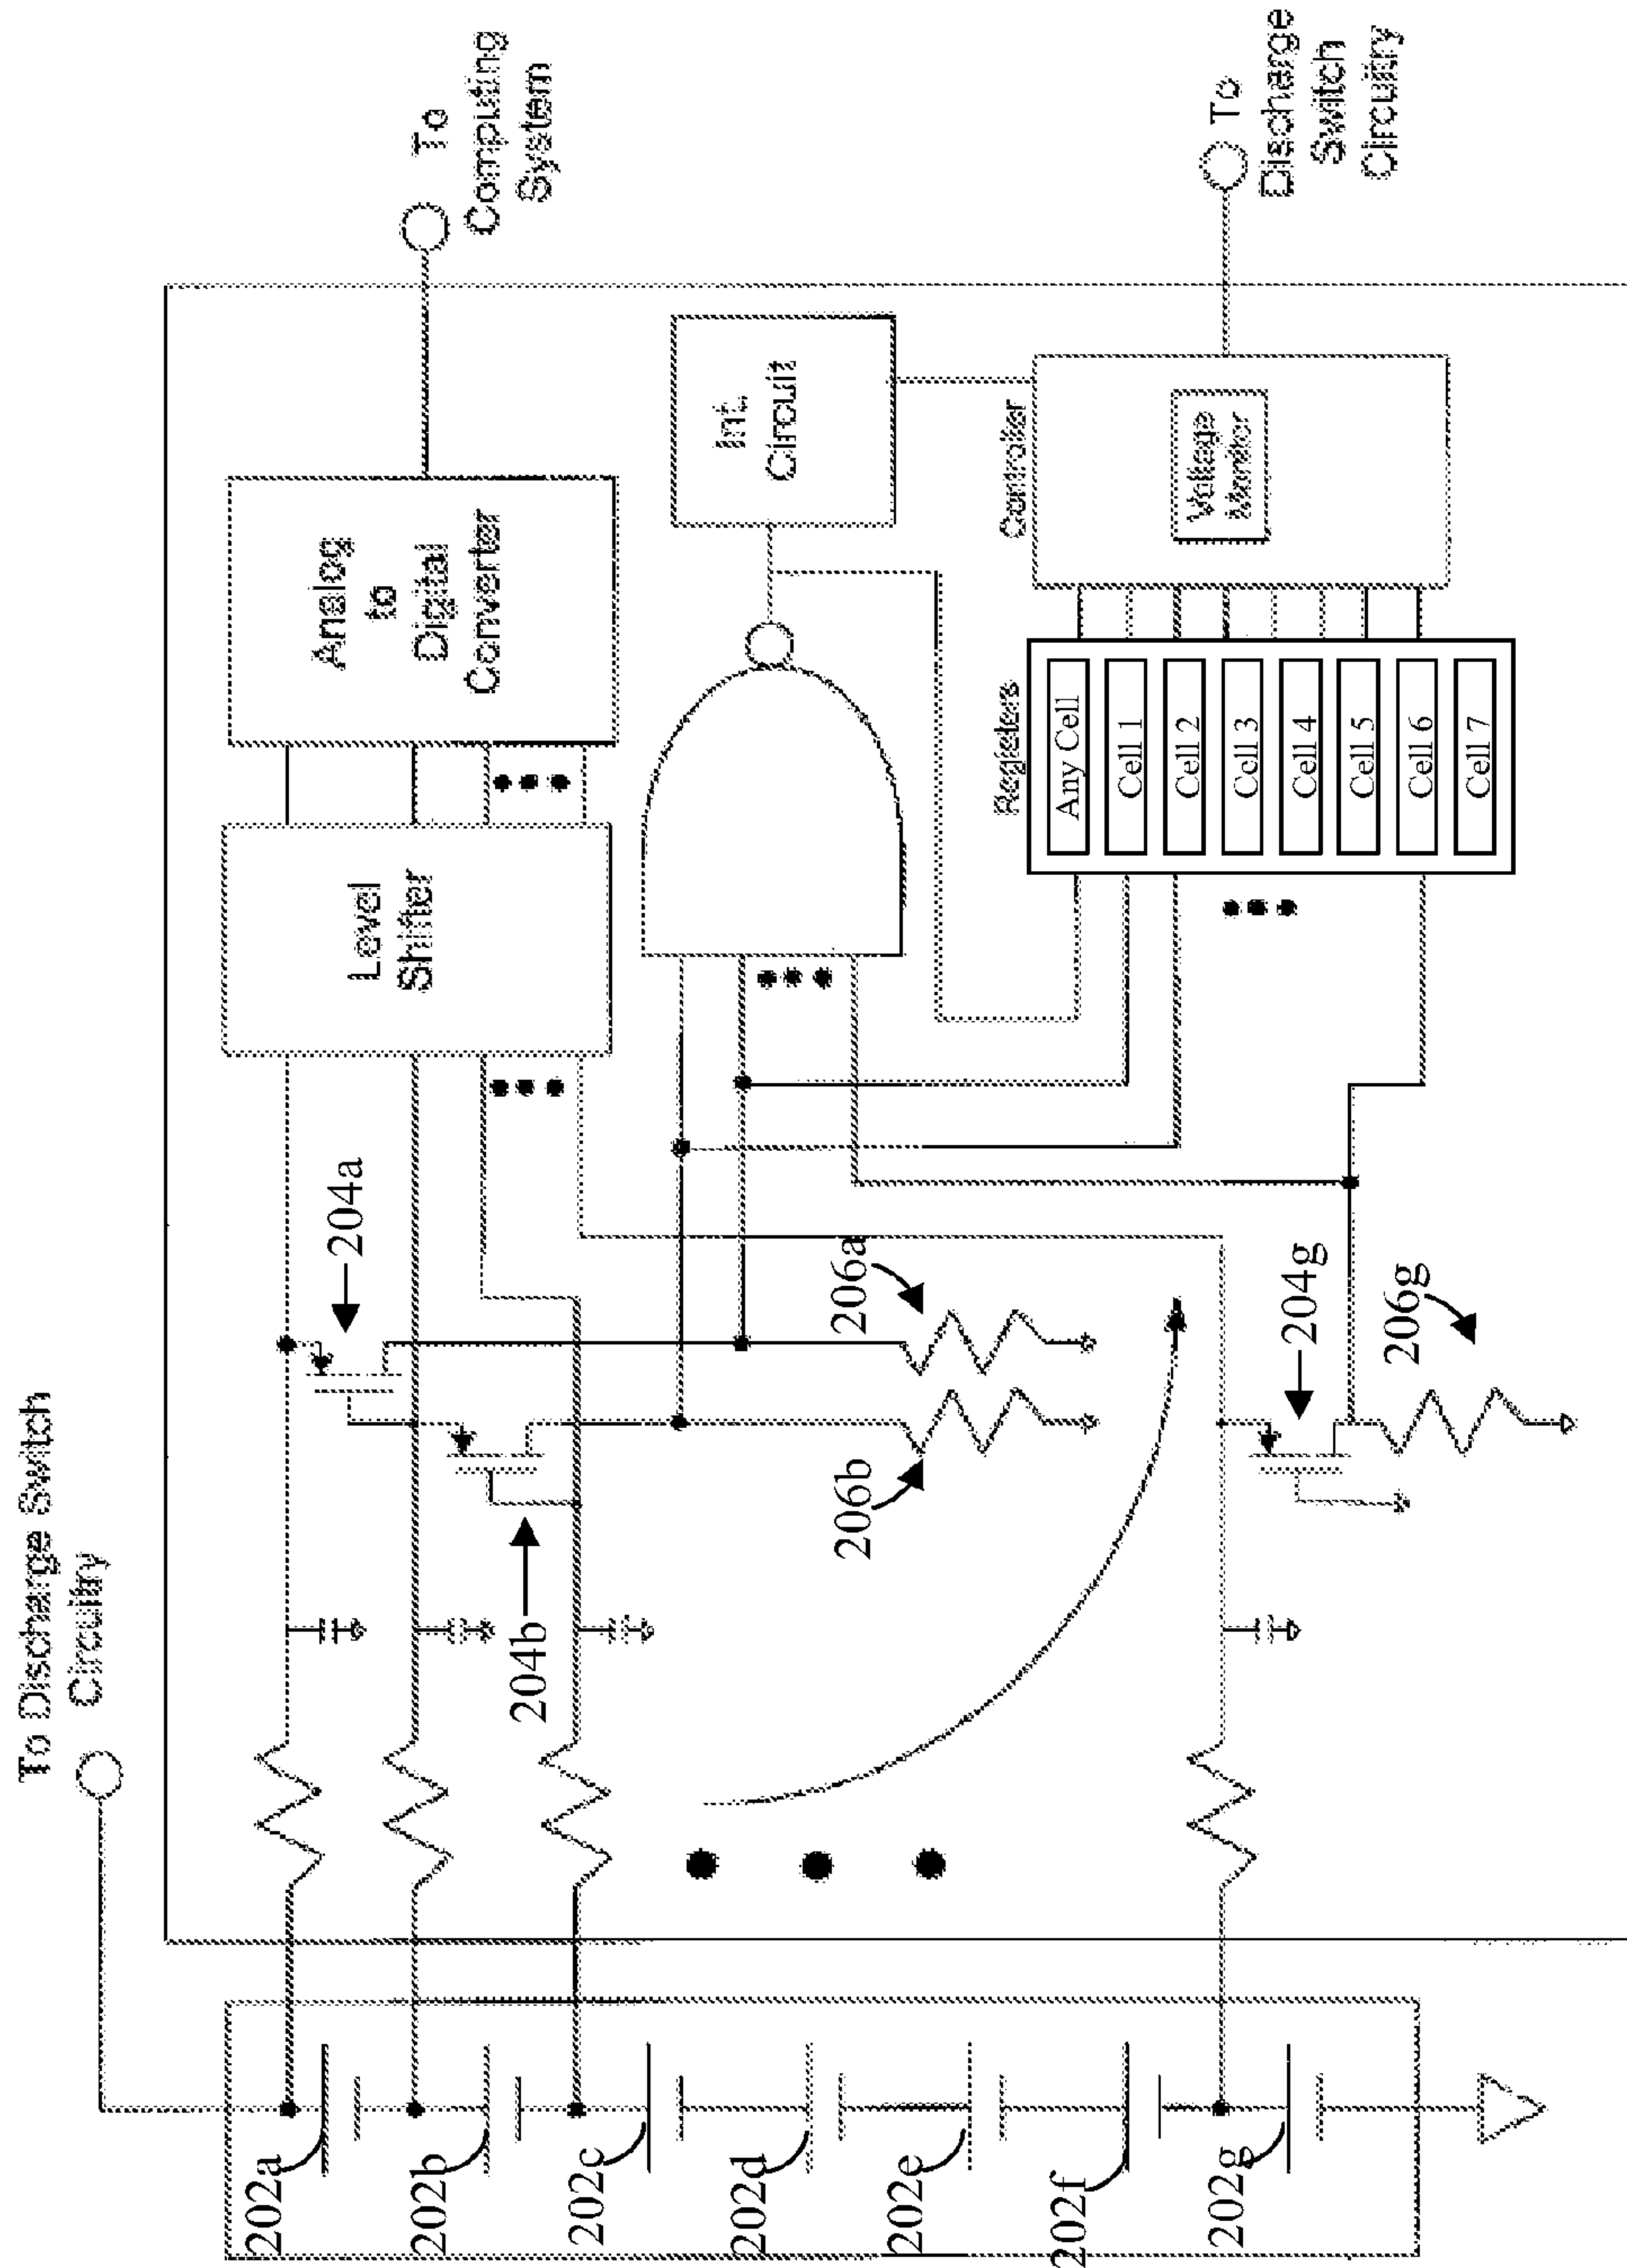 To Discharge Switch
Circuitry
To
Computing
System
Analog
to
Digital
Converter
Level
Shifter
204a
204b
Int.
Circuit
206a
206b
Controller
Voltage
Monitor
To
Discharge
Switch
Circuitry
Registers
Any Cell
Cell 1
Cell 2
Cell 3
Cell 4
Cell 5
Cell 6
Cell 7
204g
206g
202a
202b
202c
202d
202e
202f
202g